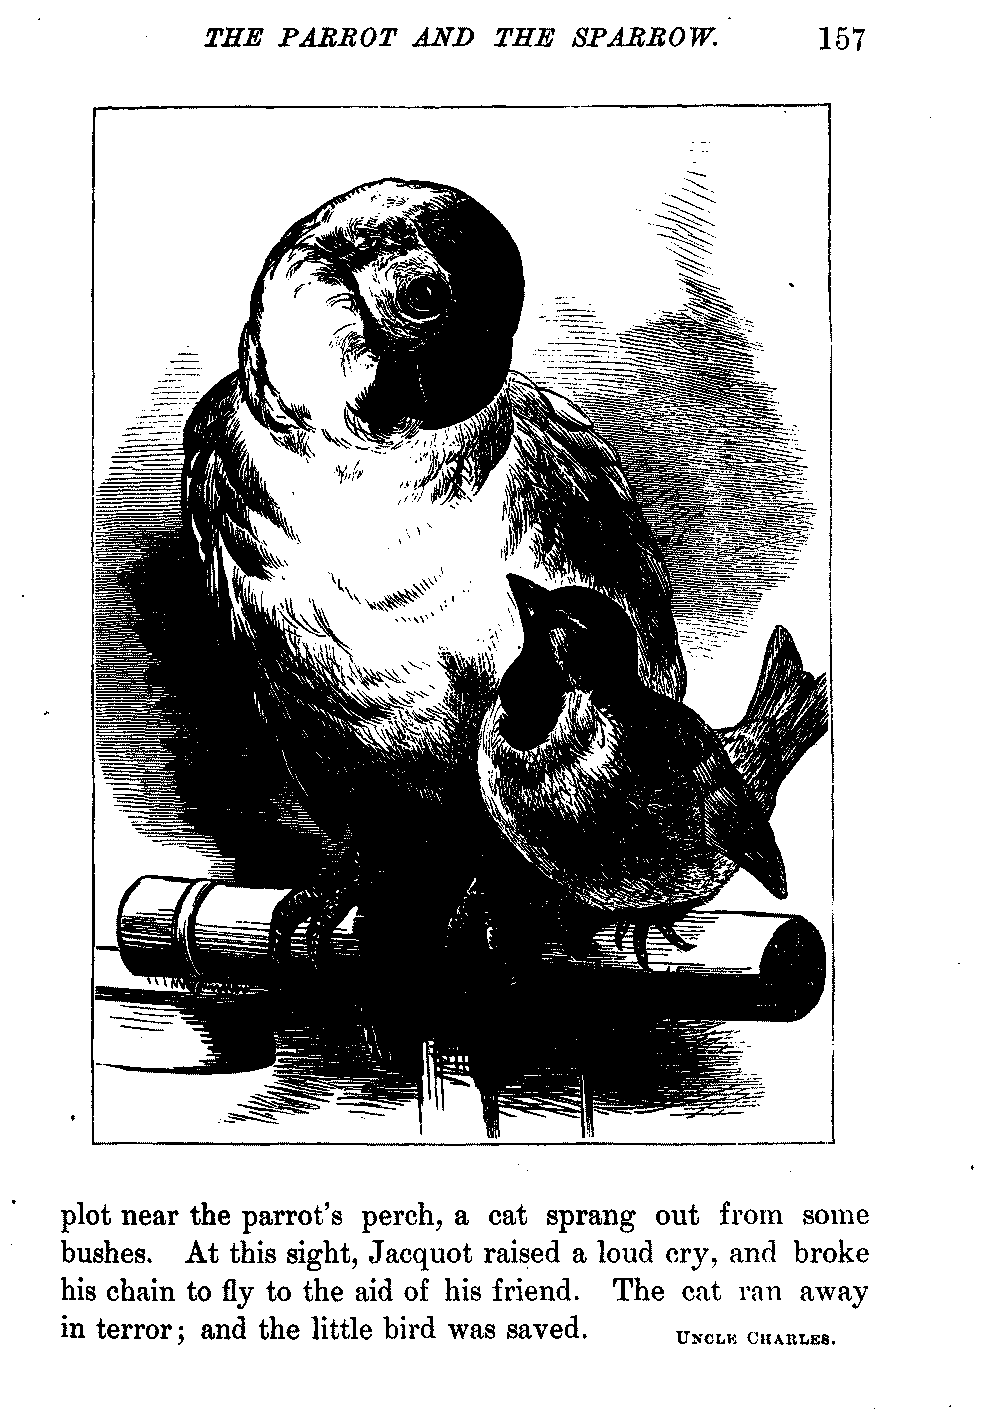 THE PARROT AND THE SPARROW. 157
plot near the parrot's perch, a cat sprang out from some
bushes. At this sight, Jacquot raised a loud cry, and broke
his chain to fly to the aid of his friend. The cat ran away
in terror; and the little bird was saved. UNCLE CHARLES.